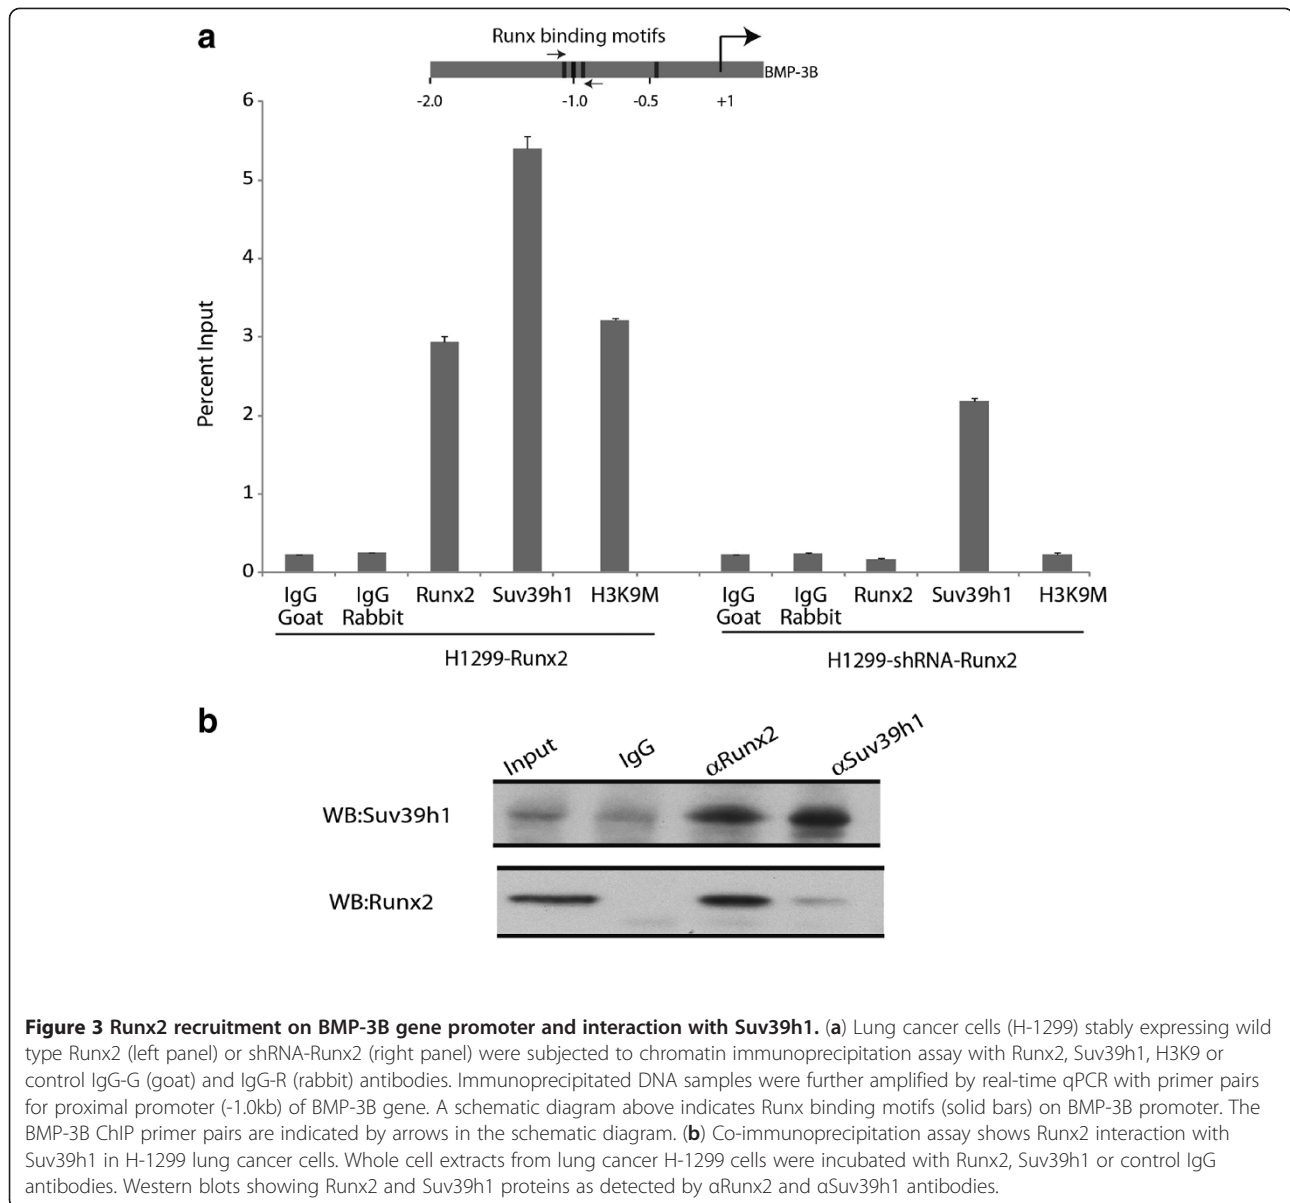 a
Runx binding motifs
BMP-3B
-2.0 -1.0 -0.5 +1
6
5
4
3
2
1
0
Percent Input
IgG Goat IgG Rabbit Runx2 Suv39h1 H3K9M IgG Goat IgG Rabbit Runx2 Suv39h1 H3K9M
H1299-Runx2 H1299-shRNA-Runx2
b
Input IgG αRunx2 αSuv39h1
WB:Suv39h1
WB:Runx2
Figure 3 Runx2 recruitment on BMP-3B gene promoter and interaction with Suv39h1. (a) Lung cancer cells (H-1299) stably expressing wild
type Runx2 (left panel) or shRNA-Runx2 (right panel) were subjected to chromatin immunoprecipitation assay with Runx2, Suv39h1, H3K9 or
control IgG-G (goat) and IgG-R (rabbit) antibodies. Immunoprecipitated DNA samples were further amplified by real-time qPCR with primer pairs
for proximal promoter (-1.0kb) of BMP-3B gene. A schematic diagram above indicates Runx binding motifs (solid bars) on BMP-3B promoter. The
BMP-3B ChIP primer pairs are indicated by arrows in the schematic diagram. (b) Co-immunoprecipitation assay shows Runx2 interaction with
Suv39h1 in H-1299 lung cancer cells. Whole cell extracts from lung cancer H-1299 cells were incubated with Runx2, Suv39h1 or control IgG
antibodies. Western blots showing Runx2 and Suv39h1 proteins as detected by αRunx2 and αSuv39h1 antibodies.